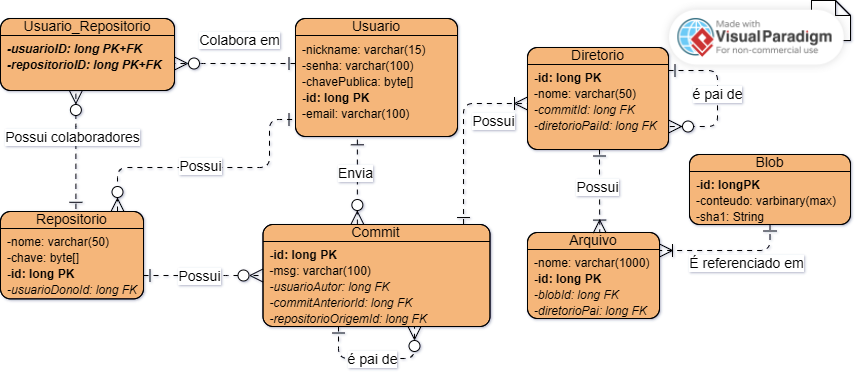 Usuario_Repositorio
-usuarioID: long PK+FK
-repositorioID: long PK+FK
Colabora em
Usuario
-nickname: varchar(15)
-senha: varchar(100)
-chavePublica: byte[]
-id: long PK
-email: varchar(100)
Diretorio
-id: long PK
-nome: varchar(50)
-commitId: long FK
-diretorioPaiId: long FK
Made with
Visual Paradigm
For non-commercial use
é pai de
Possui
Possui colaboradores
Possui
Envia
Possui
Blob
-id: longPK
-conteudo: varbinary(max)
-sha1: String
Repositorio
-nome: varchar(50)
-chave: byte[]
-id: long PK
-usuarioDonoId: long FK
Possui
Commit
-id: long PK
-msg: varchar(100)
-usuarioAutor: long FK
-commitAnteriorId: long FK
-repositorioOrigemId: long FK
é pai de
Arquivo
-nome: varchar(1000)
-id: long PK
-blobId: long FK
-diretorioPai: long FK
É referenciado em